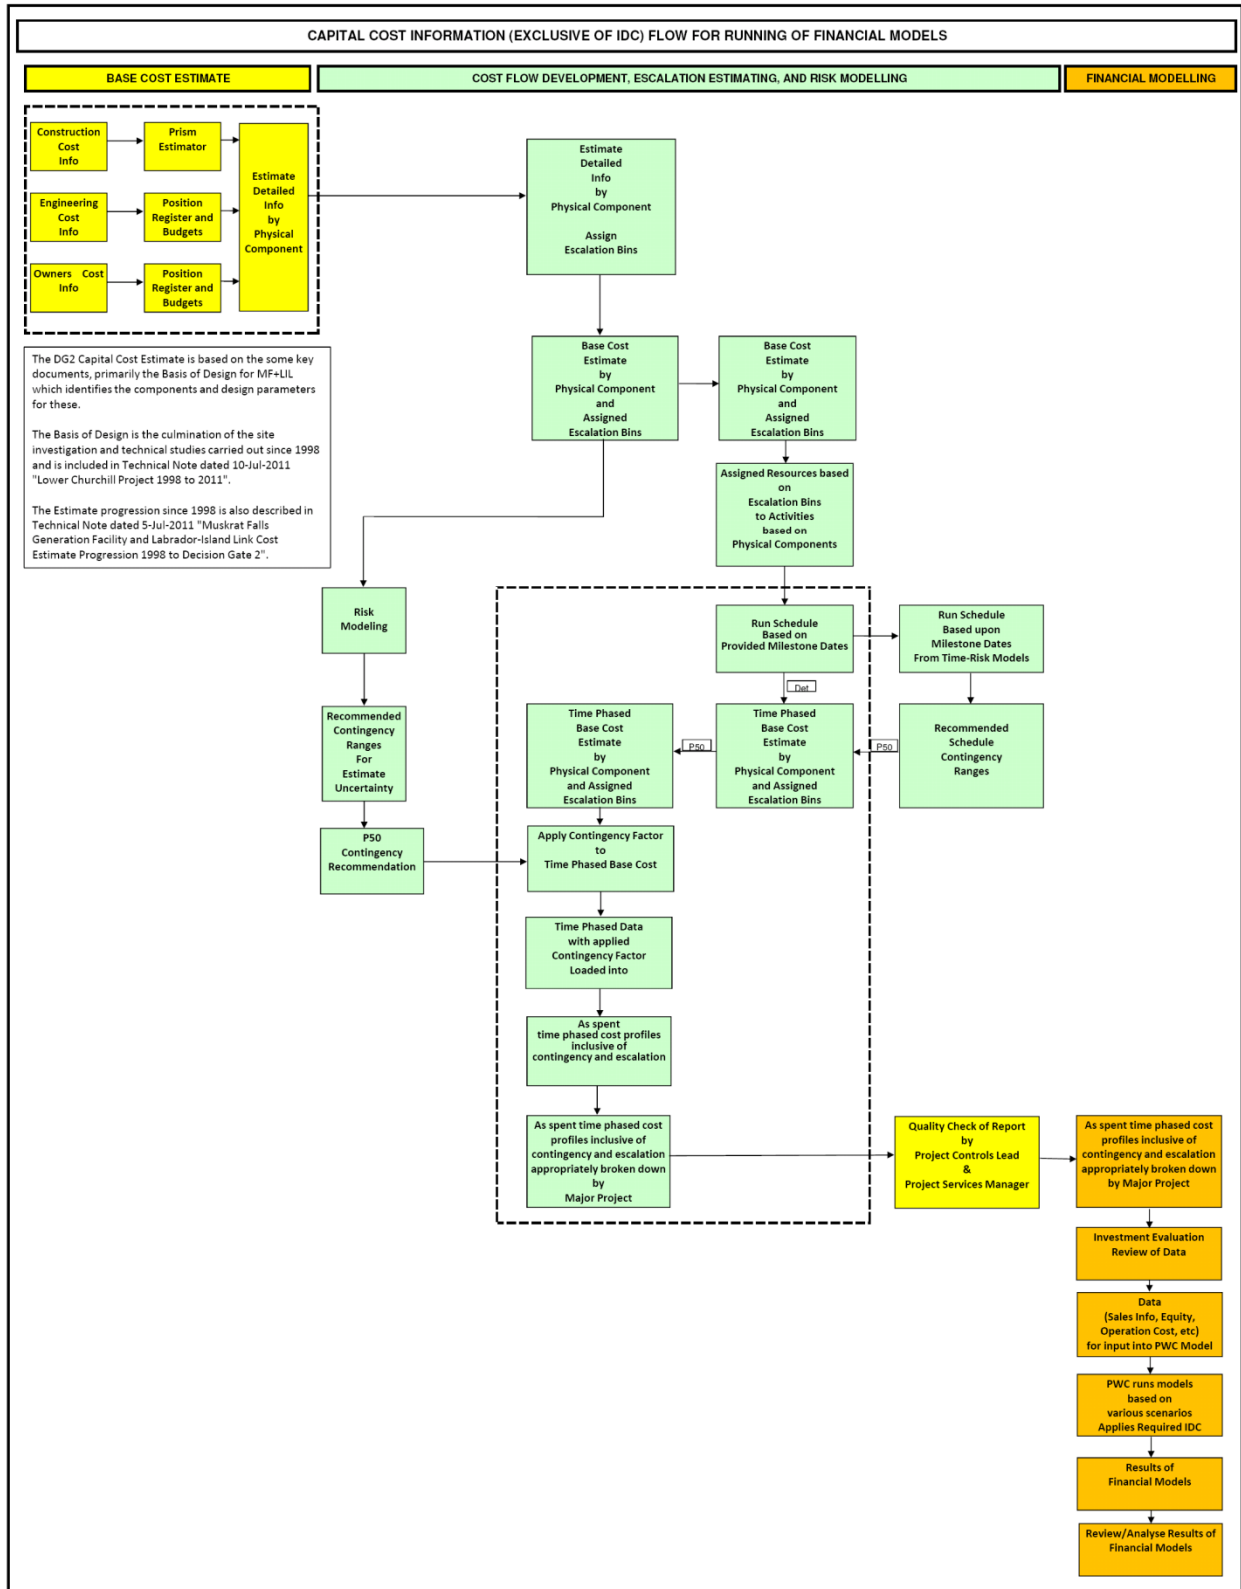 CAPITAL COST INFORMATION (EXCLUSIVE OF IDC) FLOW FOR RUNNING OF FINANCIAL MODELS
BASE COST ESTIMATE
COST FLOW DEVELOPMENT, ESCALATION ESTIMATING, AND RISK MODELLING
FINANCIAL MODELLING
Construction
Cost
Info
Prism
Estimator
Engineering
Cost
Info
Position
Register and
Budgets
Owners Cost
Info
Position
Register and
Budgets
Estimate
Detailed
Info
by
Physical
Component
Estimate
Detailed
Info
by
Physical Component
Assign
Escalation Bins
The DG2 Capital Cost Estimate is based on the some key
documents, primarily the Basis of Design for MF+LIL
which identifies the components and design parameters
for these.
The Basis of Design is the culmination of the site
investigation and technical studies carried out since 1998
and is included in Technical Note dated 10-Jul-2011
"Lower Churchill Project 1998 to 2011".
The Estimate progression since 1998 is also described in
Technical Note dated 5-Jul-2011 "Muskrat Falls
Generation Facility and Labrador-Island Link Cost
Estimate Progression 1998 to Decision Gate 2".
Base Cost
Estimate
by
Physical Component
and
Assigned
Escalation Bins
Base Cost
Estimate
by
Physical Component
and
Assigned
Escalation Bins
Assigned Resources based
on
Escalation Bins
to Activities
based on
Physical Components
Risk
Modeling
Run Schedule
Based on
Provided Milestone Dates
Run Schedule
Based upon
Milestone Dates
From Time-Risk Models
Det
Recommended
Contingency
Ranges
For
Estimate
Uncertainty
Time Phased
Base Cost
Estimate
by
Physical Component
and Assigned
Escalation Bins
P50
Time Phased
Base Cost
Estimate
by
Physical Component
and Assigned
Escalation Bins
P50
Recommended
Schedule
Contingency
Ranges
P50
Contingency
Recommendation
Apply Contingency Factor
to
Time Phased Base Cost
Time Phased Data
with applied
Contingency Factor
Loaded into
As spent
time phased cost profiles
inclusive of
contingency and escalation
As spent time phased cost
profiles inclusive of
contingency and escalation
appropriately broken down
by
Major Project
Quality Check of Report
by
Project Controls Lead
&
Project Services Manager
As spent time phased cost
profiles inclusive of
contingency and escalation
appropriately broken down
by Major Project
Investment Evaluation
Review of Data
Data
(Sales Info, Equity,
Operation Cost, etc)
for input into PWC Model
PWC runs models
based on
various scenarios
Applies Required IDC
Results of
Financial Models
Review/Analyse Results of
Financial Models